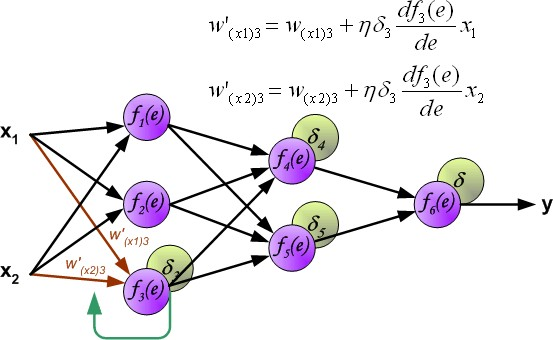 w'(x1)3 = w(x1)3 + ηδ3 df3(e)/de x1
w'(x2)3 = w(x2)3 + ηδ3 df3(e)/de x2
f1(e)
x1
δ4
f4(e)
f2(e)
δ
f6(e)
y
w'(x1)3
δ5
f5(e)
x2
w'(x2)3
δ3
f3(e)